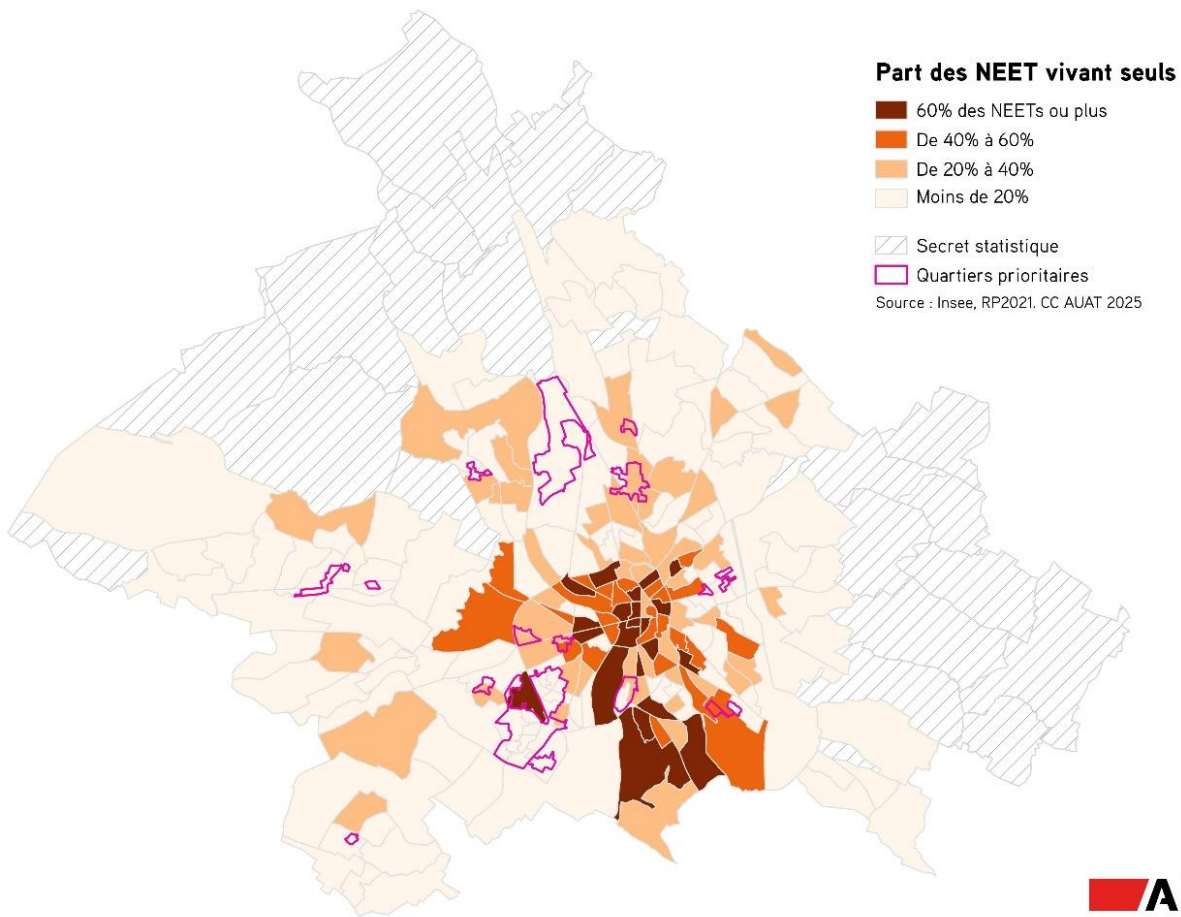 Part des NEET vivant seuls
60% des NEETs ou plus
De 40% à 60%
De 20% à 40%
Moins de 20%
Secret statistique
Quartiers prioritaires
Source : Insee, RP2021. CC AUAT 2025
A